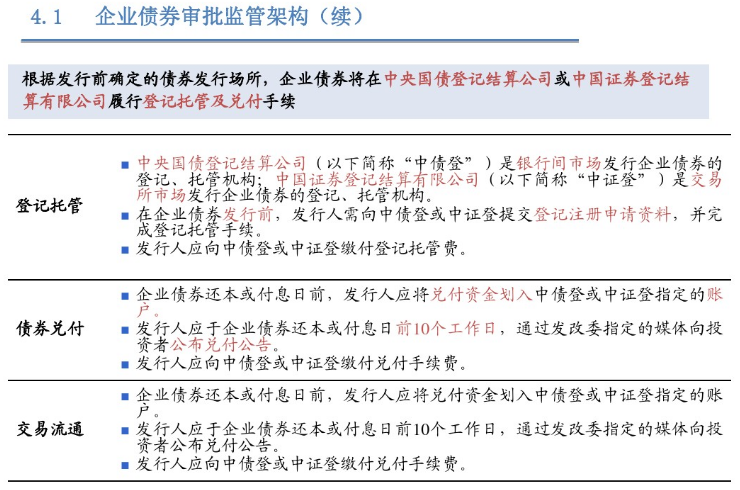 4.1 企业债券审批监管架构（续）
根据发行前确定的债券发行场所，企业债券将在中央国债登记结算公司或中国证券登记结
算有限公司履行登记托管及兑付手续
登记托管
中央国债登记结算公司（以下简称“中债登”）是银行间市场发行企业债券的
登记、托管机构；中国证券登记结算有限公司（以下简称“中证登”）是交易
所市场发行企业债券的登记、托管机构。
在企业债券发行前，发行人需向中债登或中证登提交登记注册申请资料，并完
成登记托管手续。
发行人应向中债登或中证登缴付登记托管费。
债券兑付
企业债券还本或付息日前，发行人应将兑付资金划入中债登或中证登指定的账
户。
发行人应于企业债券还本或付息日前10个工作日，通过发改委指定的媒体向投
资者公布兑付公告。
发行人应向中债登或中证登缴付兑付手续费。
交易流通
企业债券还本或付息日前，发行人应将兑付资金划入中债登或中证登指定的账
户。
发行人应于企业债券还本或付息日前10个工作日，通过发改委指定的媒体向投
资者公布兑付公告。
发行人应向中债登或中证登缴付兑付手续费。